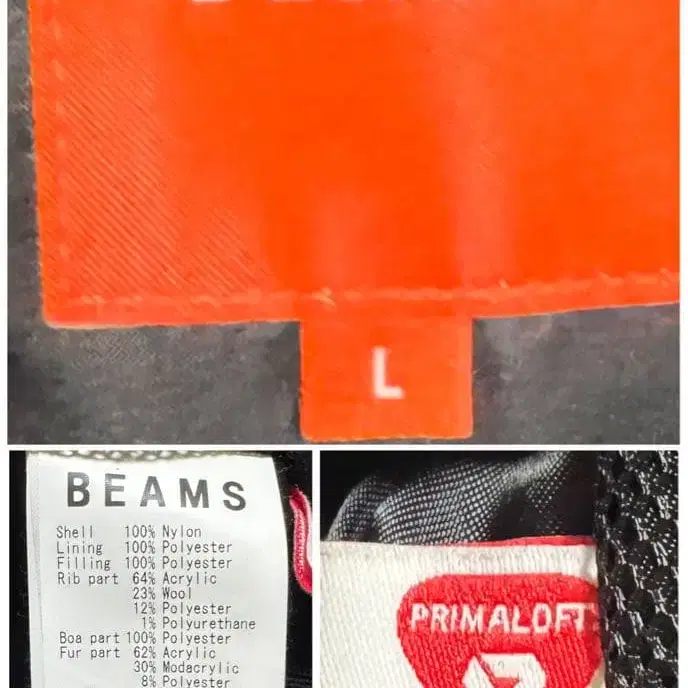 L
BEAMS
Shell 100% Nylon
Lining 100% Polyester
Filling 100% Polyester
Rib part 64% Acrylic
23% Wool
12% Polyester
1% Polyurethane
Boa part 100% Polyester
Fur part 62% Acrylic
30% Modacrylic
8% Polyester
PRIMALOFT